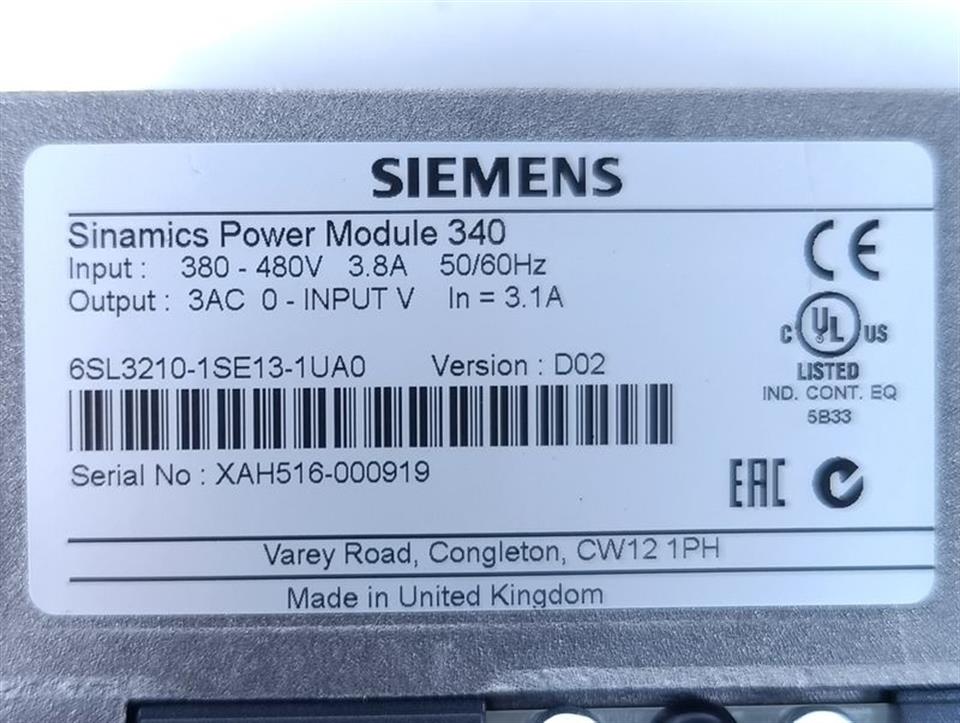 SIEMENS
Sinamics Power Module 340
Input : 380 - 480V 3.8A 50/60Hz
Output : 3AC 0 - INPUT V In = 3.1A
6SL3210-1SE13-1UA0 Version : D02
Serial No : XAH516-000919
CE
C UL US
LISTED
IND. CONT. EQ
5B33
EAC
Varey Road, Congleton, CW12 1PH
Made in United Kingdom